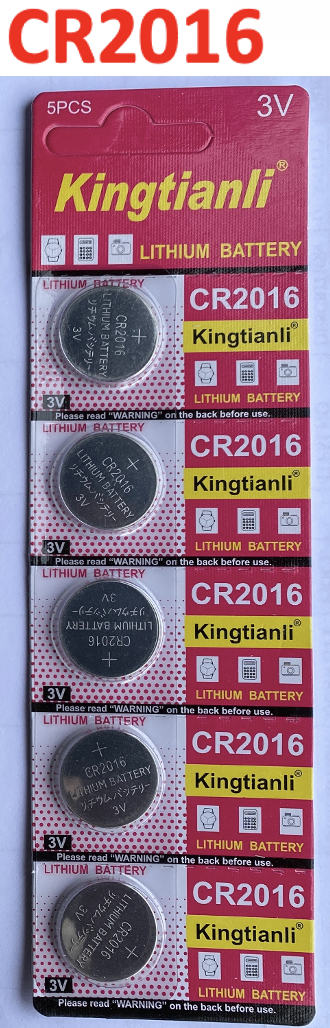 CR2016
5PCS
3V
Kingtianli®
LITHIUM BATTERY
LITHIUM BATTERY
CR2016
LITHIUM BATTERY
リチウムバッテリー
3V
+
CR2016
Kingtianli®
LITHIUM BATTERY
3V
Please read "WARNING" on the back before use.
LITHIUM BATTERY
CR2016
LITHIUM BATTERY
リチウムバッテリー
3V
+
CR2016
Kingtianli®
LITHIUM BATTERY
3V
Please read "WARNING" on the back before use.
LITHIUM BATTERY
+
CR2016
LITHIUM BATTERY
リチウムバッテリー
3V
CR2016
Kingtianli®
LITHIUM BATTERY
3V
Please read "WARNING" on the back before use.
LITHIUM BATTERY
+
CR2016
LITHIUM BATTERY
リチウムバッテリー
3V
CR2016
Kingtianli®
LITHIUM BATTERY
3V
Please read "WARNING" on the back before use.
LITHIUM BATTERY
+
CR2016
LITHIUM BATTERY
リチウムバッテリー
3V
CR2016
Kingtianli®
LITHIUM BATTERY
3V
Please read "WARNING" on the back before use.